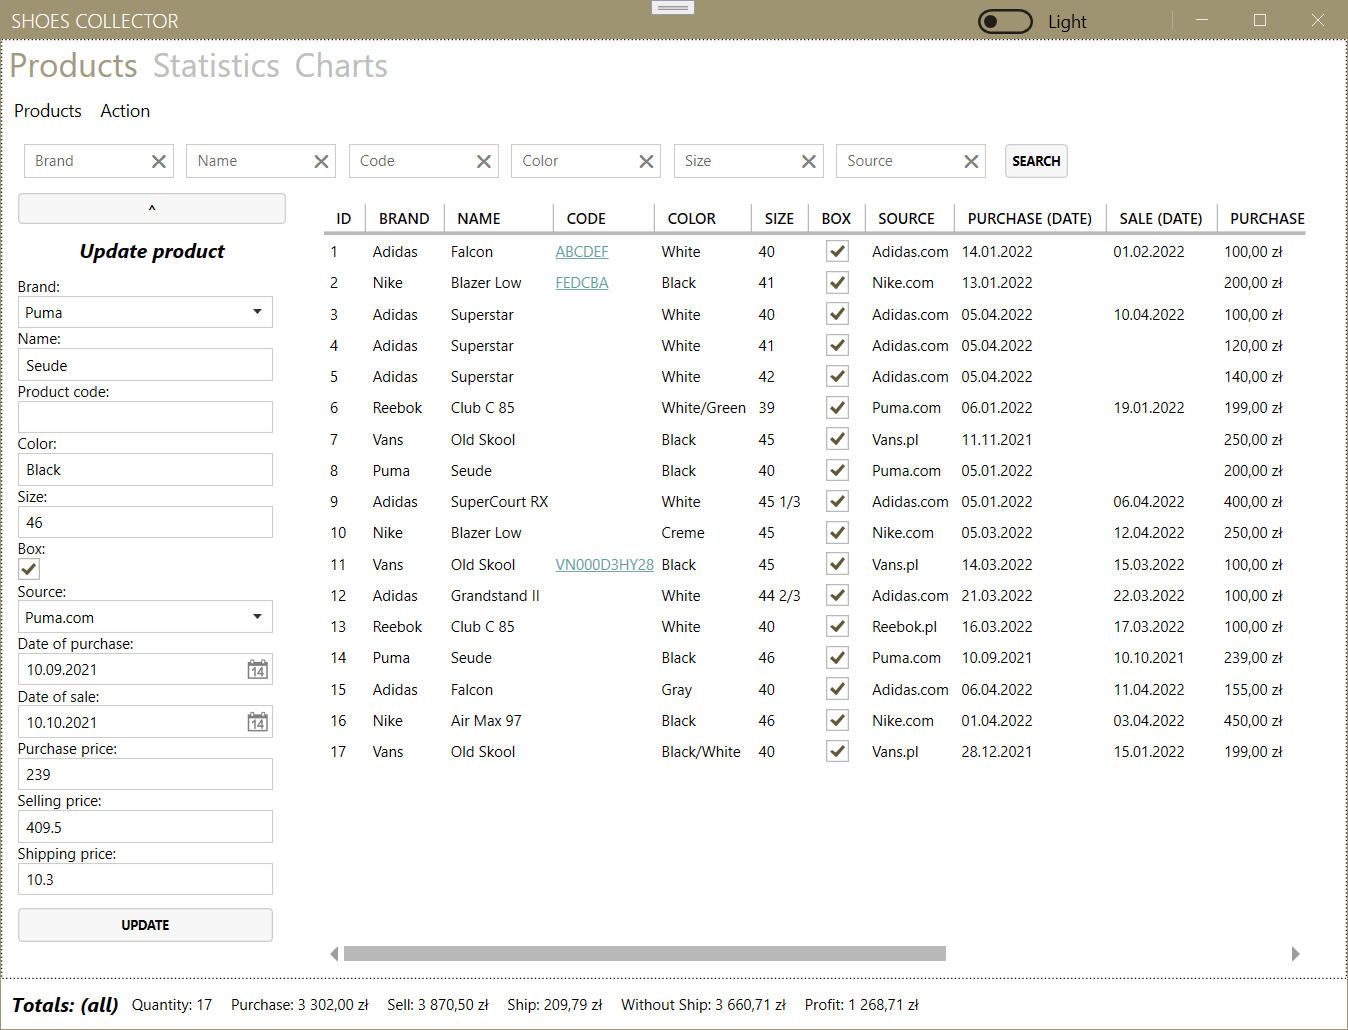 SHOES COLLECTOR Light
Products Statistics Charts
Products Action
Brand Name Code Color Size Source SEARCH
^
Update product
Brand:
Puma
Name:
Seude
Product code:
Color:
Black
Size:
46
Box:
Source:
Puma.com
Date of purchase:
10.09.2021 14
Date of sale:
10.10.2021 14
Purchase price:
239
Selling price:
409.5
Shipping price:
10.3
UPDATE
ID BRAND NAME CODE COLOR SIZE BOX SOURCE PURCHASE (DATE) SALE (DATE) PURCHASE
1 Adidas Falcon ABCDEF White 40 Adidas.com 14.01.2022 01.02.2022 100,00 zł
2 Nike Blazer Low FEDCBA Black 41 Nike.com 13.01.2022 200,00 zł
3 Adidas Superstar White 40 Adidas.com 05.04.2022 10.04.2022 100,00 zł
4 Adidas Superstar White 41 Adidas.com 05.04.2022 120,00 zł
5 Adidas Superstar White 42 Adidas.com 05.04.2022 140,00 zł
6 Reebok Club C 85 White/Green 39 Puma.com 06.01.2022 19.01.2022 199,00 zł
7 Vans Old Skool Black 45 Vans.pl 11.11.2021 250,00 zł
8 Puma Seude Black 40 Puma.com 05.01.2022 200,00 zł
9 Adidas SuperCourt RX White 45 1/3 Adidas.com 05.01.2022 06.04.2022 400,00 zł
10 Nike Blazer Low Creme 45 Nike.com 05.03.2022 12.04.2022 250,00 zł
11 Vans Old Skool VN000D3HY28 Black 45 Vans.pl 14.03.2022 15.03.2022 100,00 zł
12 Adidas Grandstand II White 44 2/3 Adidas.com 21.03.2022 22.03.2022 100,00 zł
13 Reebok Club C 85 White 40 Reebok.pl 16.03.2022 17.03.2022 100,00 zł
14 Puma Seude Black 46 Puma.com 10.09.2021 10.10.2021 239,00 zł
15 Adidas Falcon Gray 40 Adidas.com 06.04.2022 11.04.2022 155,00 zł
16 Nike Air Max 97 Black 46 Nike.com 01.04.2022 03.04.2022 450,00 zł
17 Vans Old Skool Black/White 40 Vans.pl 28.12.2021 15.01.2022 199,00 zł
Totals: (all) Quantity: 17 Purchase: 3 302,00 zł Sell: 3 870,50 zł Ship: 209,79 zł Without Ship: 3 660,71 zł Profit: 1 268,71 zł